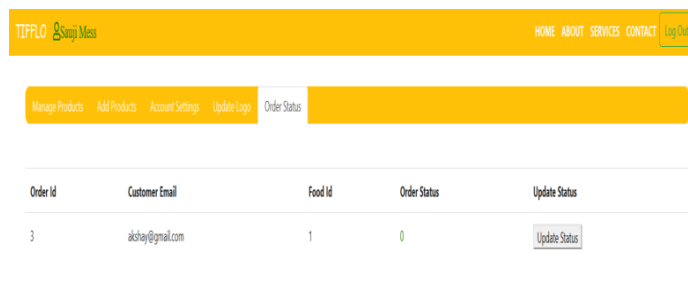 TIFFLO Sauji Mess HOME ABOUT SERVICES CONTACT Log Out
Manage Products Add Products Account Settings Update Logo Order Status
Order Id Customer Email Food Id Order Status Update Status
3 akshay@gmail.com 1 0 Update Status